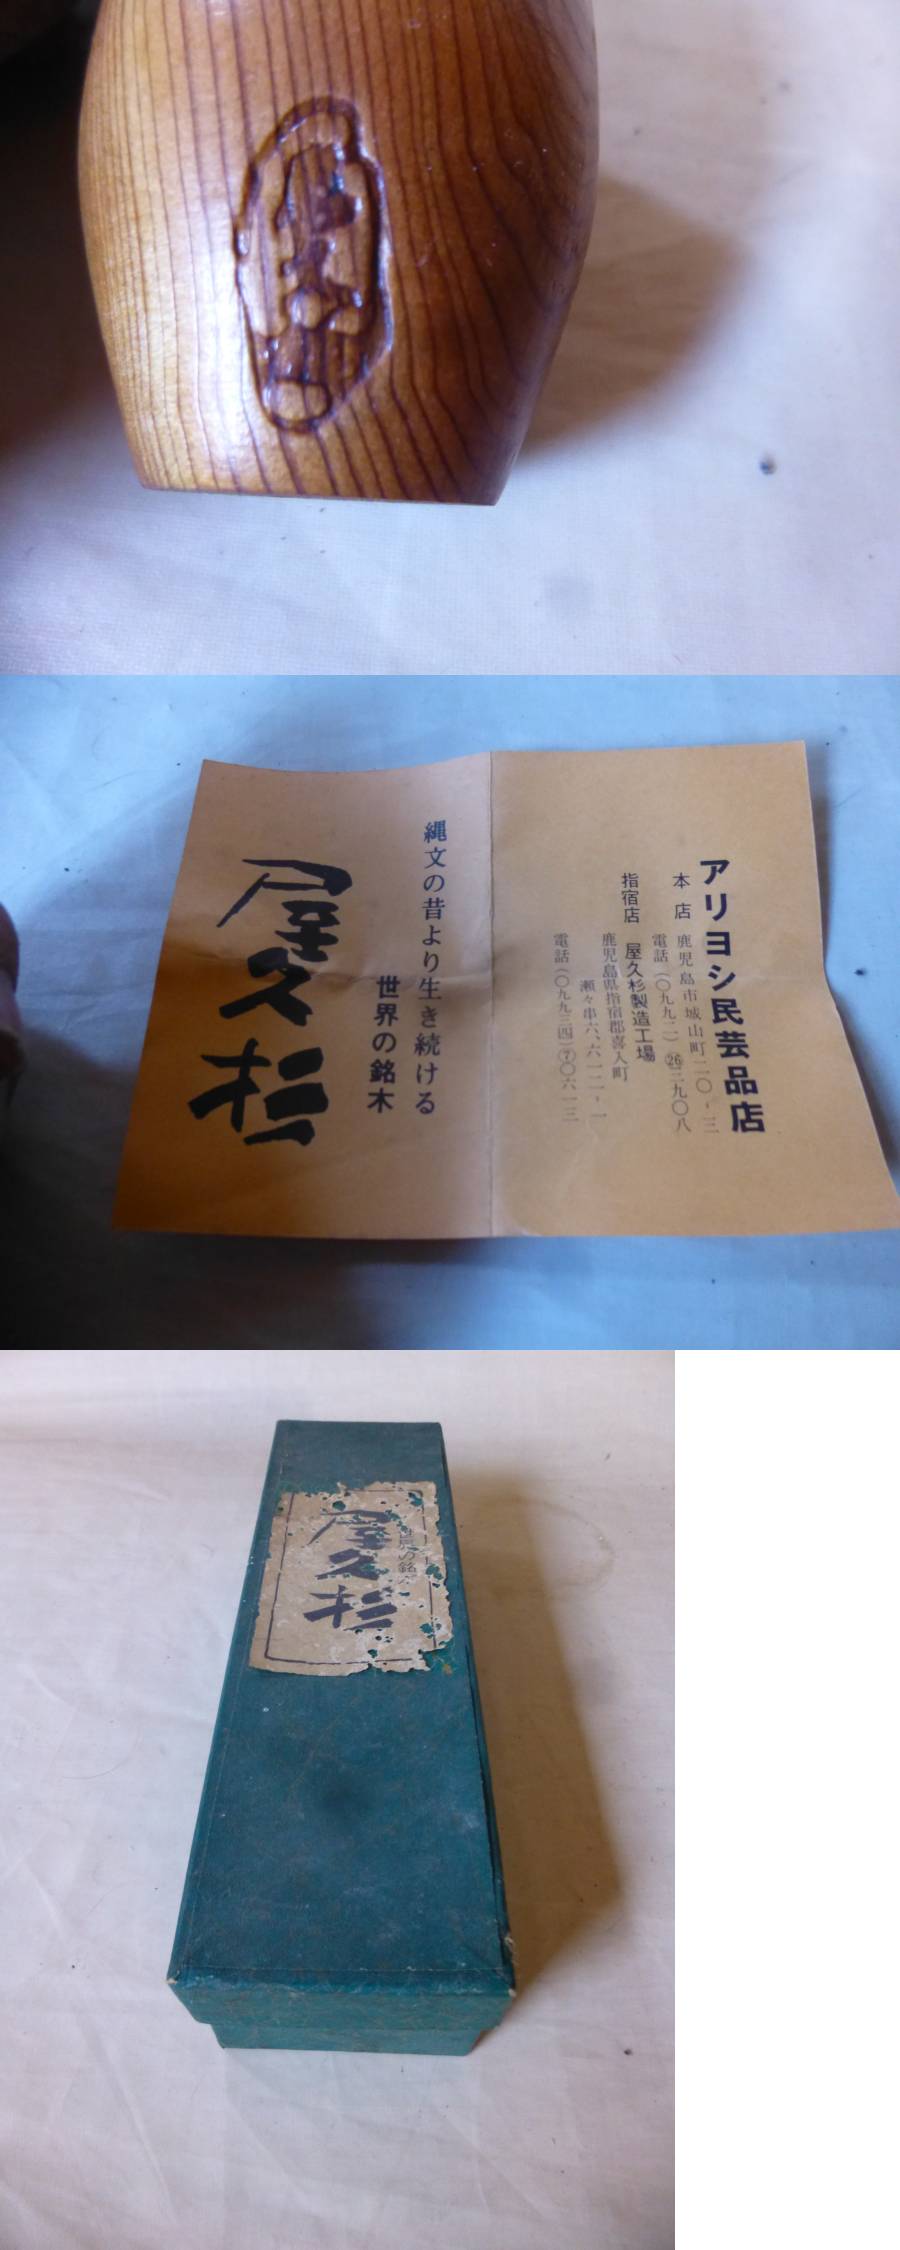 アリヨシ民芸品店
本店
鹿児島市城山町二〇-三
電話(〇九九二)㉖三九〇八
指宿店
屋久杉製造工場
鹿児島県指宿郡喜入町
瀬々串六、六一二-一
電話(〇九九三四)⑦〇六一三
縄文の昔より生き続ける
世界の銘木
屋久杉
の銘
屋久杉